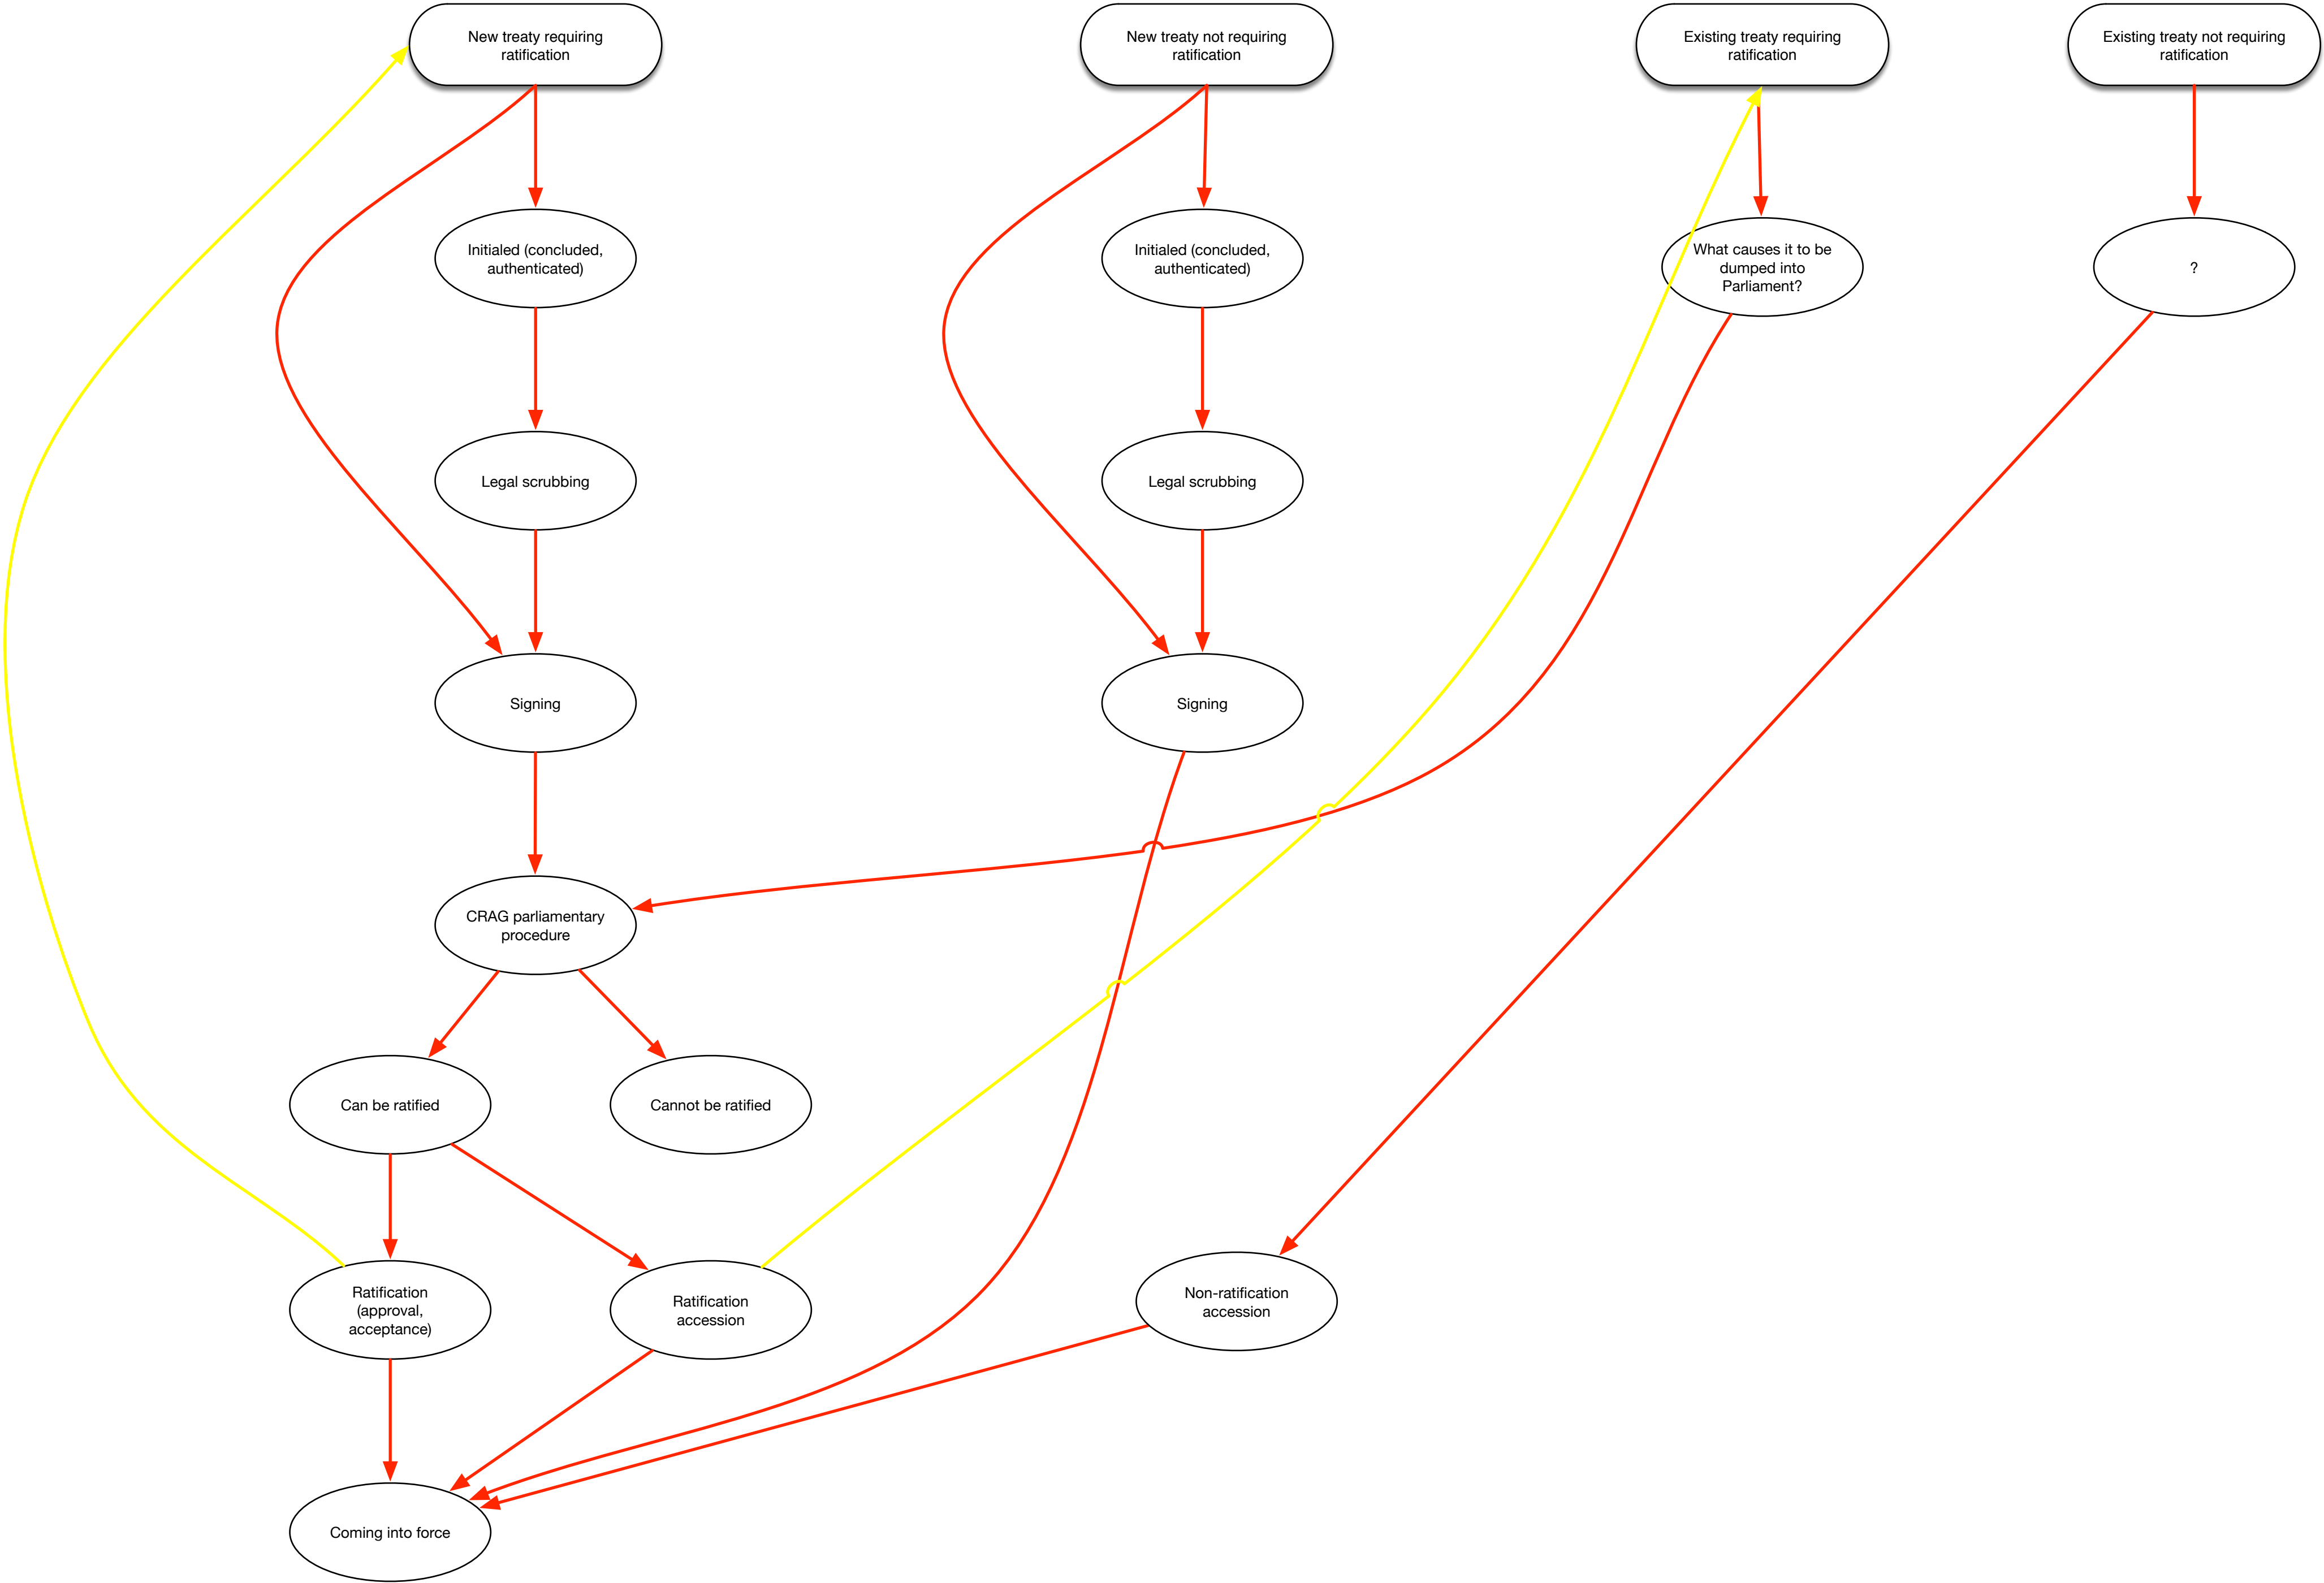 New treaty requiring
ratification
New treaty not requiring
ratification
Existing treaty requiring
ratification
Existing treaty not requiring
ratification
Initialed (concluded,
authenticated)
Initialed (concluded,
authenticated)
What causes it to be
dumped into
Parliament?
?
Legal scrubbing
Legal scrubbing
Signing
Signing
CRAG parliamentary
procedure
Can be ratified
Cannot be ratified
Ratification
(approval,
acceptance)
Ratification
accession
Non-ratification
accession
Coming into force